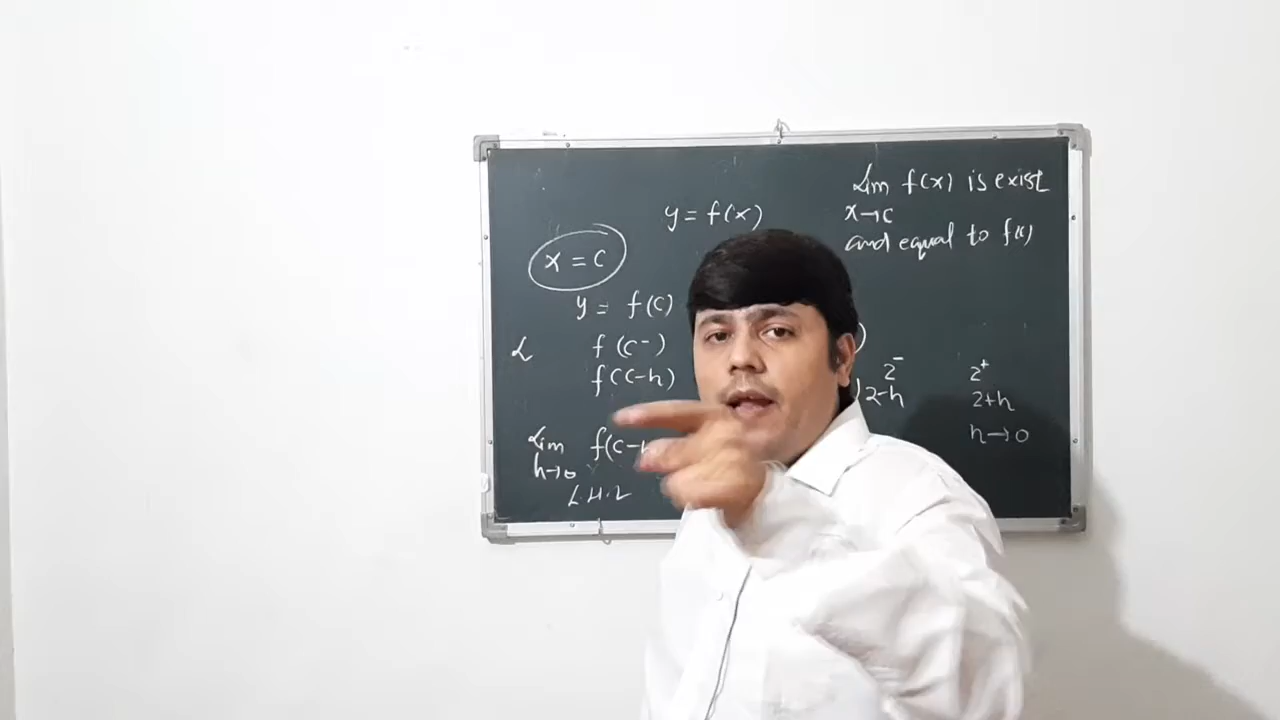 Lim f(x) is exist
x→c
and equal to f(c)
y = f(x)
x = c
y = f(c)
L f(c-)
f(c-h)
Lim f(c-h
h→0
L.H.L
)
2⁻
2-h
2⁺
2+h
h→0